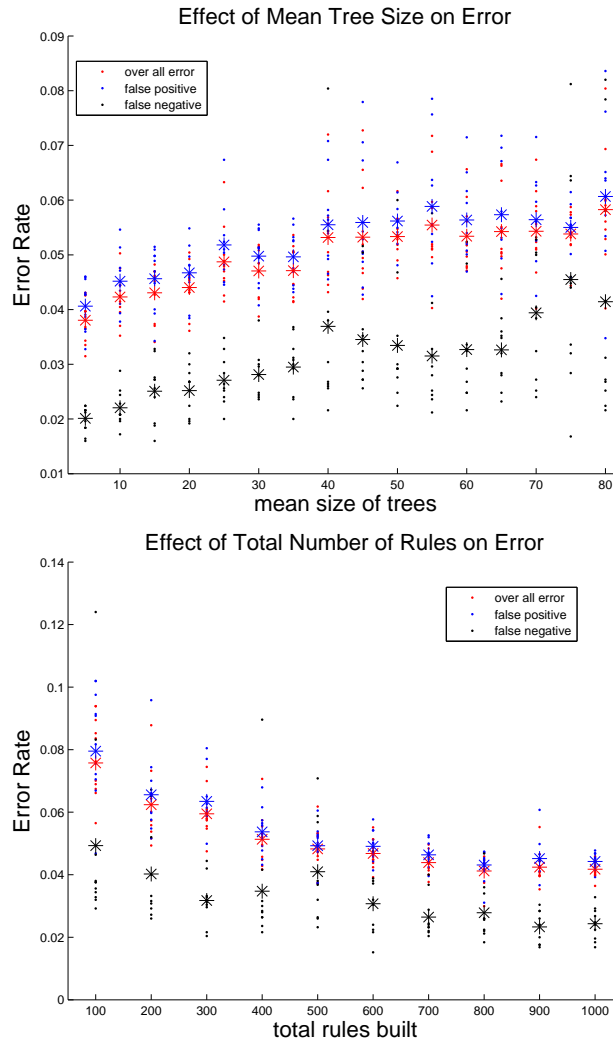 Effect of Mean Tree Size on Error
0.09
0.08
0.07
0.06
0.05
0.04
0.03
0.02
0.01
Error Rate
over all error
false positive
false negative
10 20 30 40 50 60 70 80
mean size of trees
Effect of Total Number of Rules on Error
0.14
0.12
0.1
0.08
0.06
0.04
0.02
0
Error Rate
over all error
false positive
false negative
100 200 300 400 500 600 700 800 900 1000
total rules built